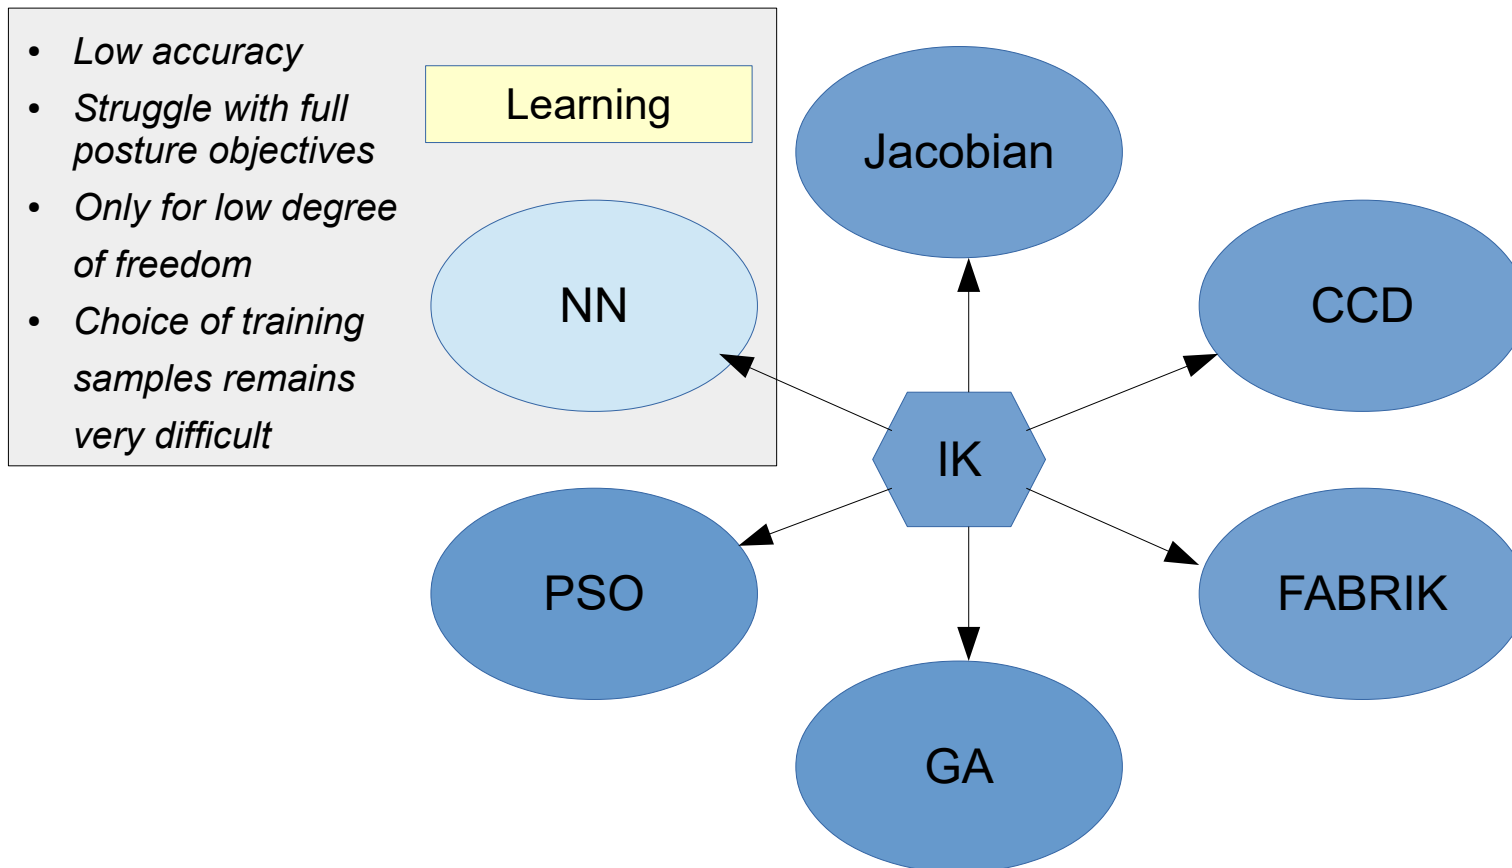 • Low accuracy
• Struggle with full
posture objectives
• Only for low degree
of freedom
• Choice of training
samples remains
very difficult
Learning
NN
Jacobian
CCD
IK
PSO
FABRIK
GA